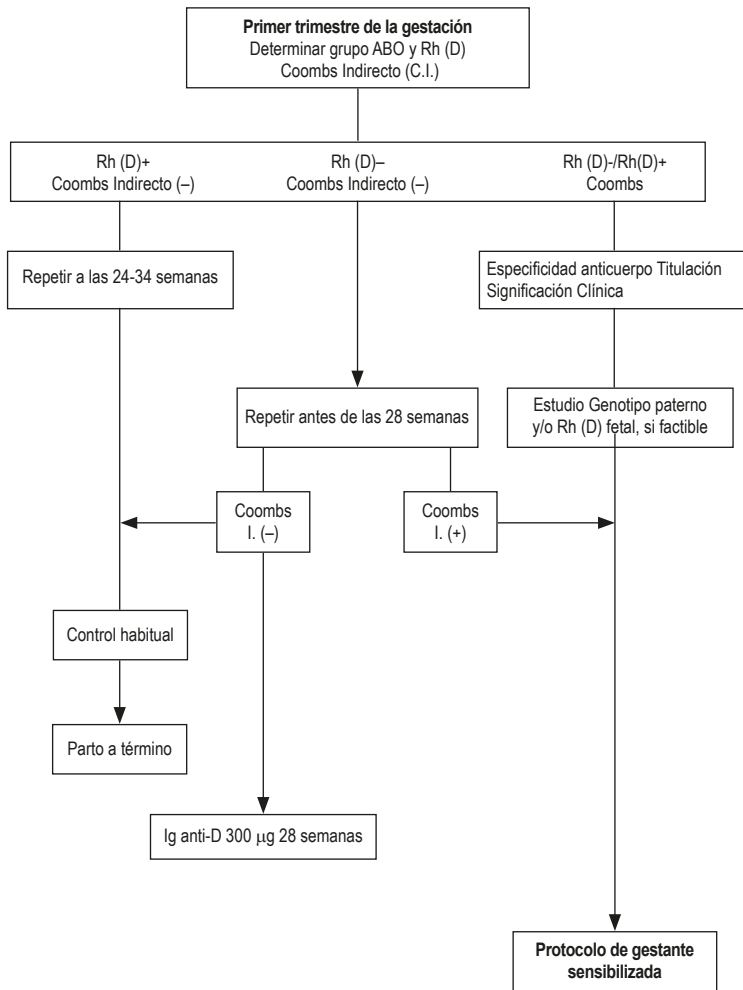 Primer trimestre de la gestación
Determinar grupo ABO y Rh (D)
Coombs Indirecto (C.I.)
Rh (D)+
Coombs Indirecto (–)
Rh (D)–
Coombs Indirecto (–)
Rh (D)-/Rh(D)+
Coombs
Repetir a las 24-34 semanas
Especificidad anticuerpo Titulación
Significación Clínica
Repetir antes de las 28 semanas
Estudio Genotipo paterno
y/o Rh (D) fetal, si factible
Coombs
I. (–)
Coombs
I. (+)
Control habitual
Parto a término
Ig anti-D 300 μg 28 semanas
Protocolo de gestante
sensibilizada